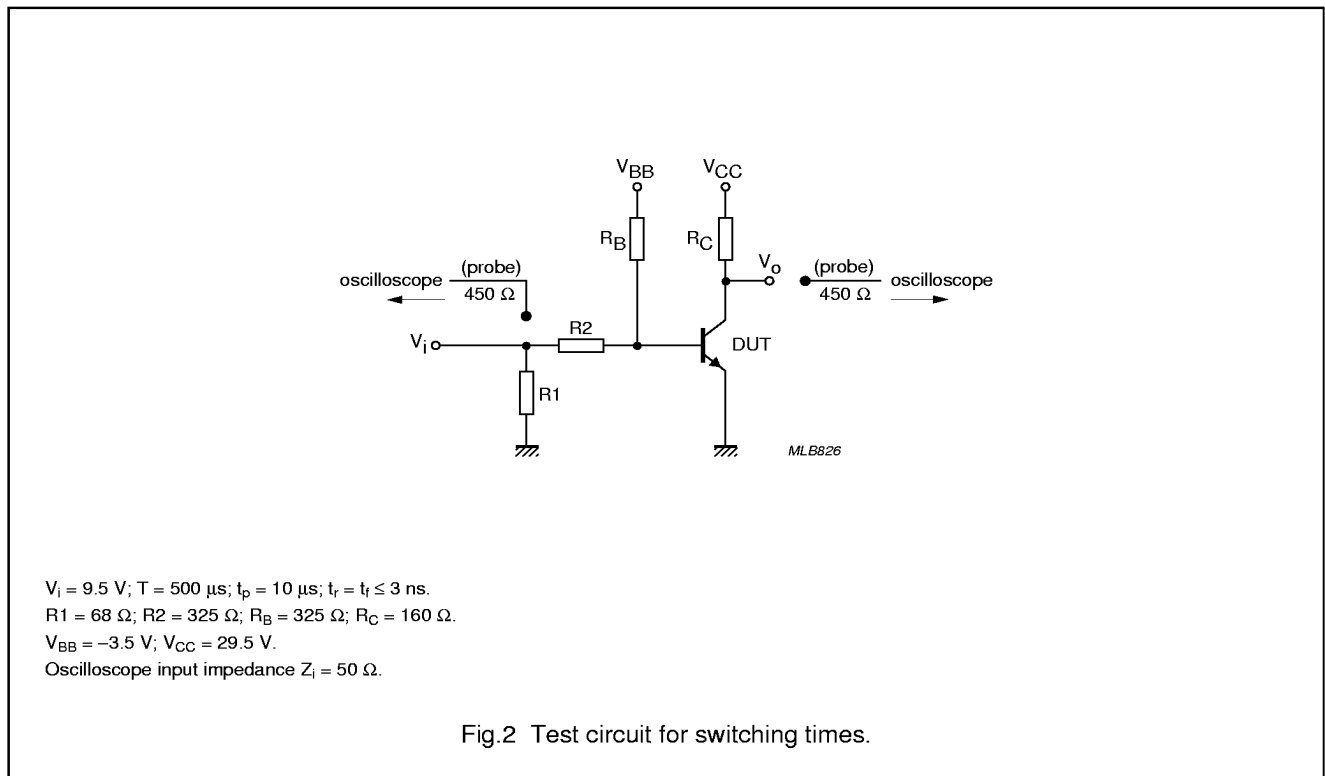 VBB
VCC
RB
RC
Vo
(probe)
oscilloscope
450 Ω
(probe)
oscilloscope
450 Ω
R2
Vi
DUT
R1
MLB826
Vi = 9.5 V; T = 500 μs; tp = 10 μs; tr = tf ≤ 3 ns.
R1 = 68 Ω; R2 = 325 Ω; RB = 325 Ω; RC = 160 Ω.
VBB = −3.5 V; VCC = 29.5 V.
Oscilloscope input impedance Zi = 50 Ω.
Fig.2 Test circuit for switching times.